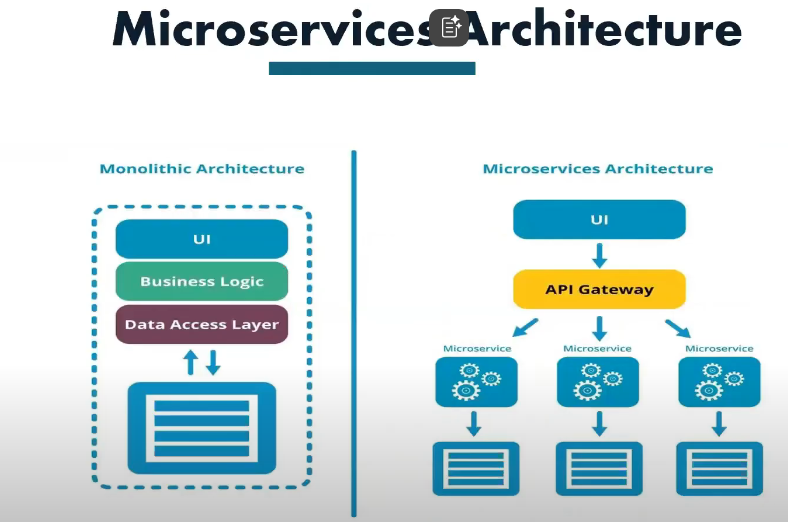 Microservices Architecture
Monolithic Architecture
UI
Business Logic
Data Access Layer
Microservices Architecture
UI
API Gateway
Microservice
Microservice
Microservice